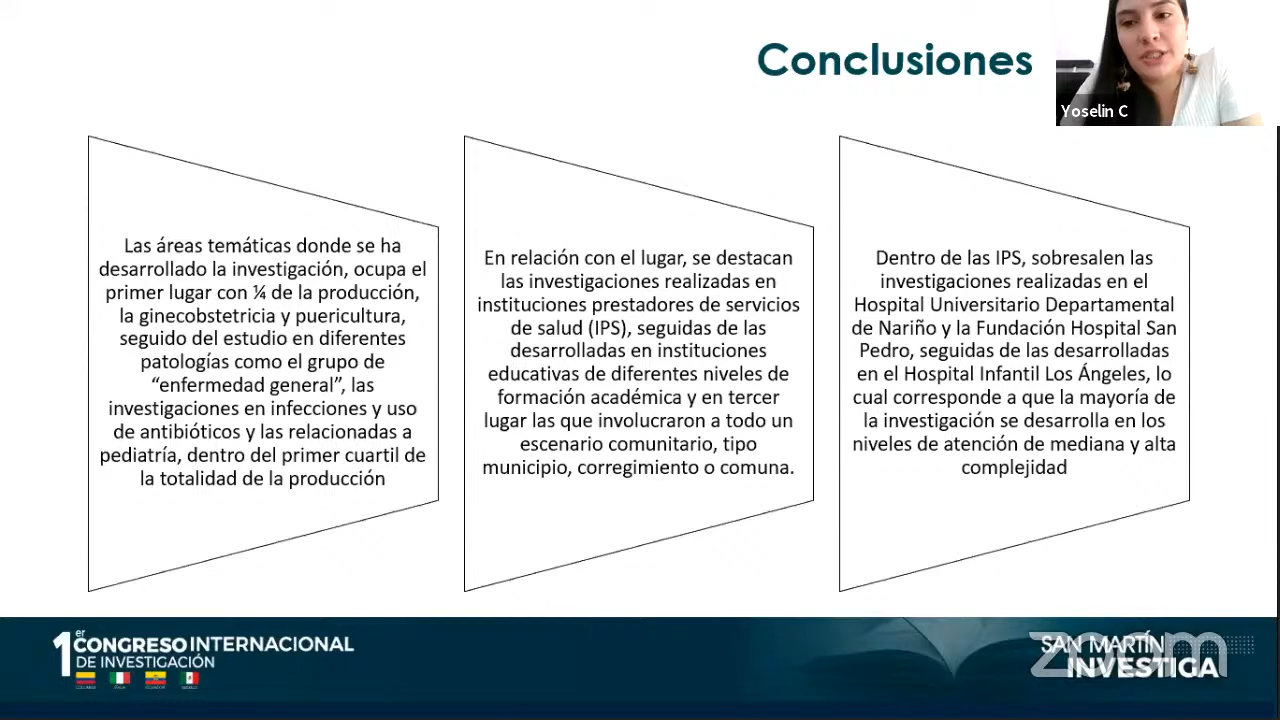 Conclusiones
Yoselin C
Las áreas temáticas donde se ha
desarrollado la investigación, ocupa el
primer lugar con ¼ de la producción,
la ginecobstetricia y puericultura,
seguido del estudio en diferentes
patologías como el grupo de
“enfermedad general”, las
investigaciones en infecciones y uso
de antibióticos y las relacionadas a
pediatría, dentro del primer cuartil de
la totalidad de la producción
En relación con el lugar, se destacan
las investigaciones realizadas en
instituciones prestadores de servicios
de salud (IPS), seguidas de las
desarrolladas en instituciones
educativas de diferentes niveles de
formación académica y en tercer
lugar las que involucraron a todo un
escenario comunitario, tipo
municipio, corregimiento o comuna.
Dentro de las IPS, sobresalen las
investigaciones realizadas en el
Hospital Universitario Departamental
de Nariño y la Fundación Hospital San
Pedro, seguidas de las desarrolladas
en el Hospital Infantil Los Ángeles, lo
cual corresponde a que la mayoría de
la investigación se desarrolla en los
niveles de atención de mediana y alta
complejidad
1er CONGRESO INTERNACIONAL
DE INVESTIGACIÓN
COLOMBIA ITALIA ECUADOR MÉXICO
SAN MARTÍN
INVESTIGA
zoom